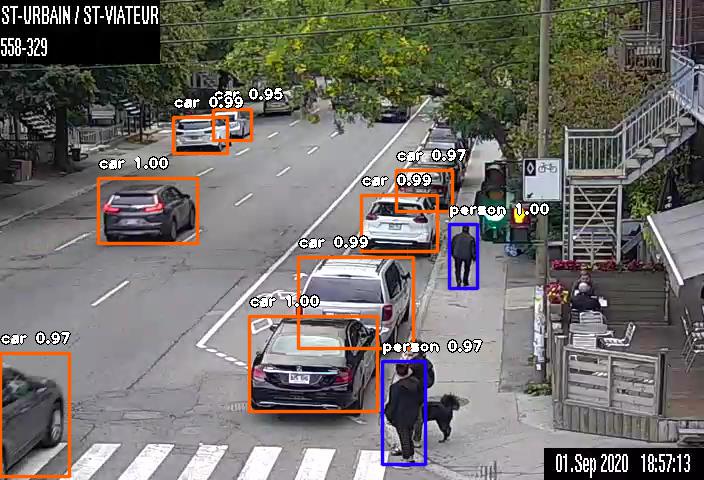 ST-URBAIN / ST-VIATEUR
558-329
car 0.95
car 0.99
car 1.00
car 0.97
car 0.99
person 1.00
car 0.99
car 1.00
car 0.97
person 0.97
01.Sep 2020 18:57:13